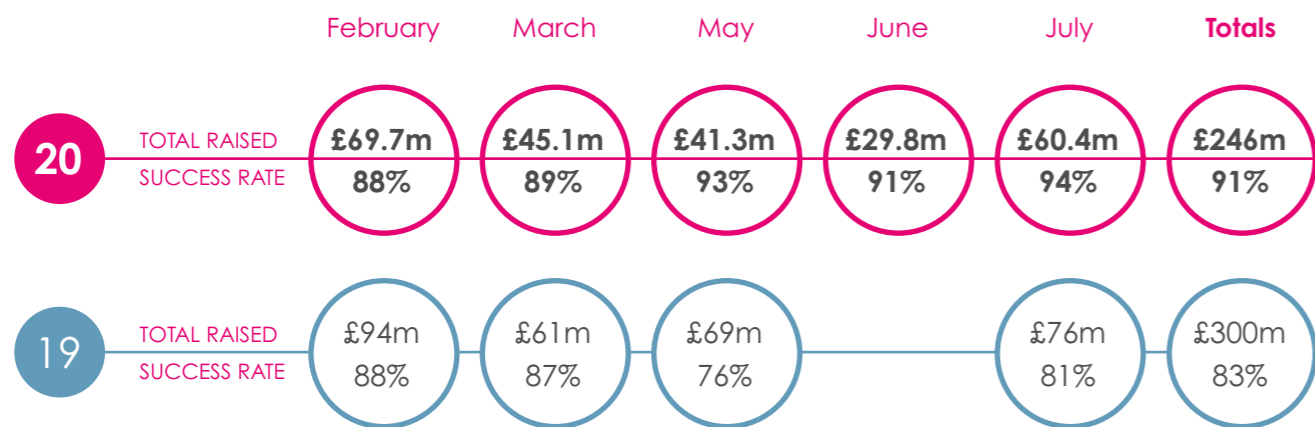 February March May June July Totals
20 TOTAL RAISED £69.7m £45.1m £41.3m £29.8m £60.4m £246m
SUCCESS RATE 88% 89% 93% 91% 94% 91%
19 TOTAL RAISED £94m £61m £69m £76m £300m
SUCCESS RATE 88% 87% 76% 81% 83%